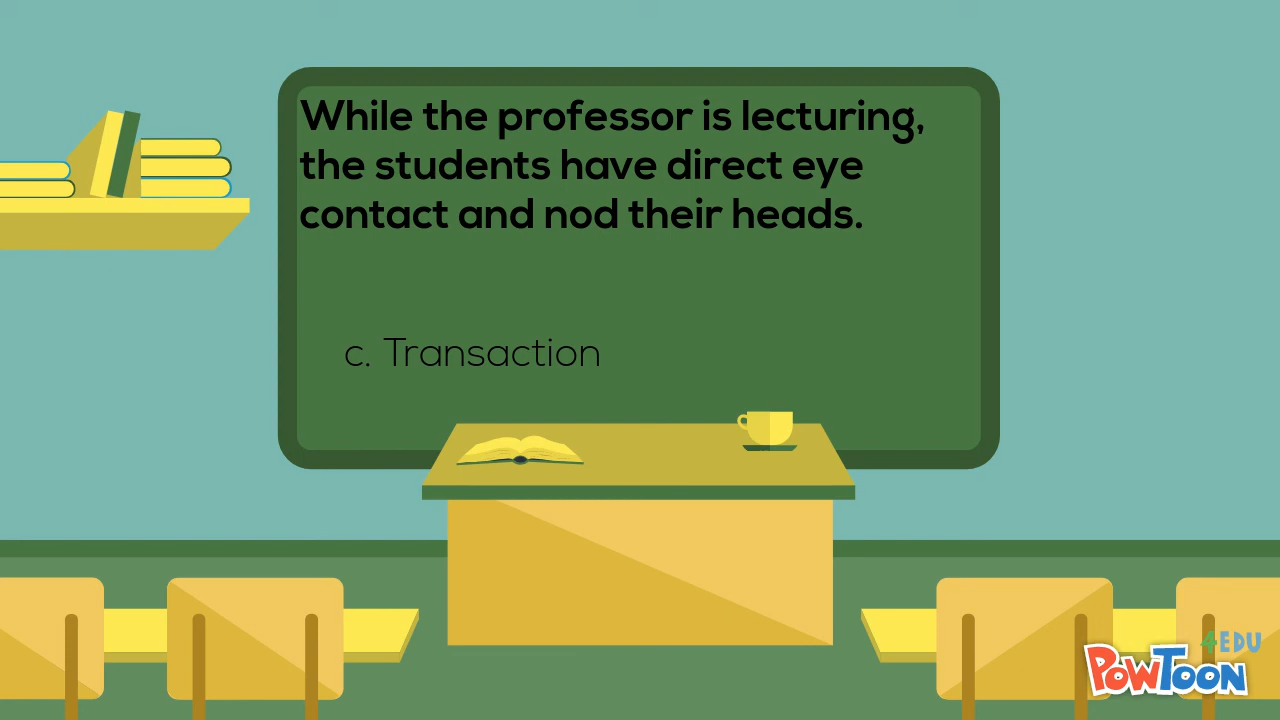 While the professor is lecturing,
the students have direct eye
contact and nod their heads.
c. Transaction
4EDU
POWTOON